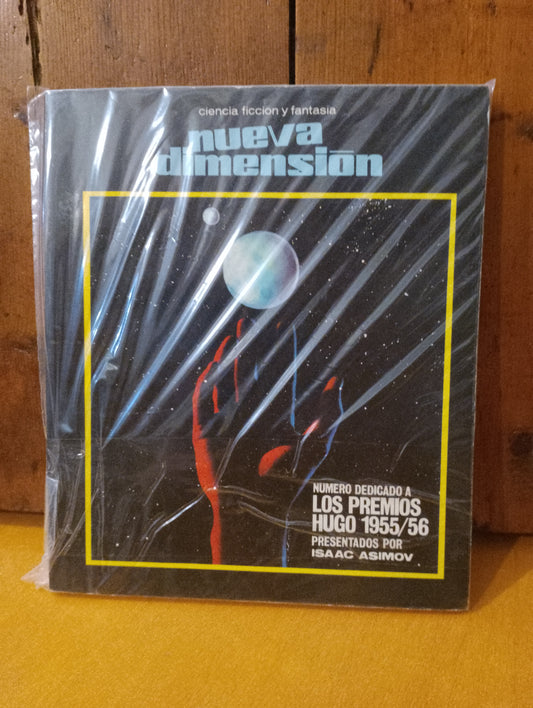 ciencia ficcion y fantasia
nueva
dimensión
NUMERO DEDICADO A
LOS PREMIOS
HUGO 1955/56
PRESENTADOS POR
ISAAC ASIMOV